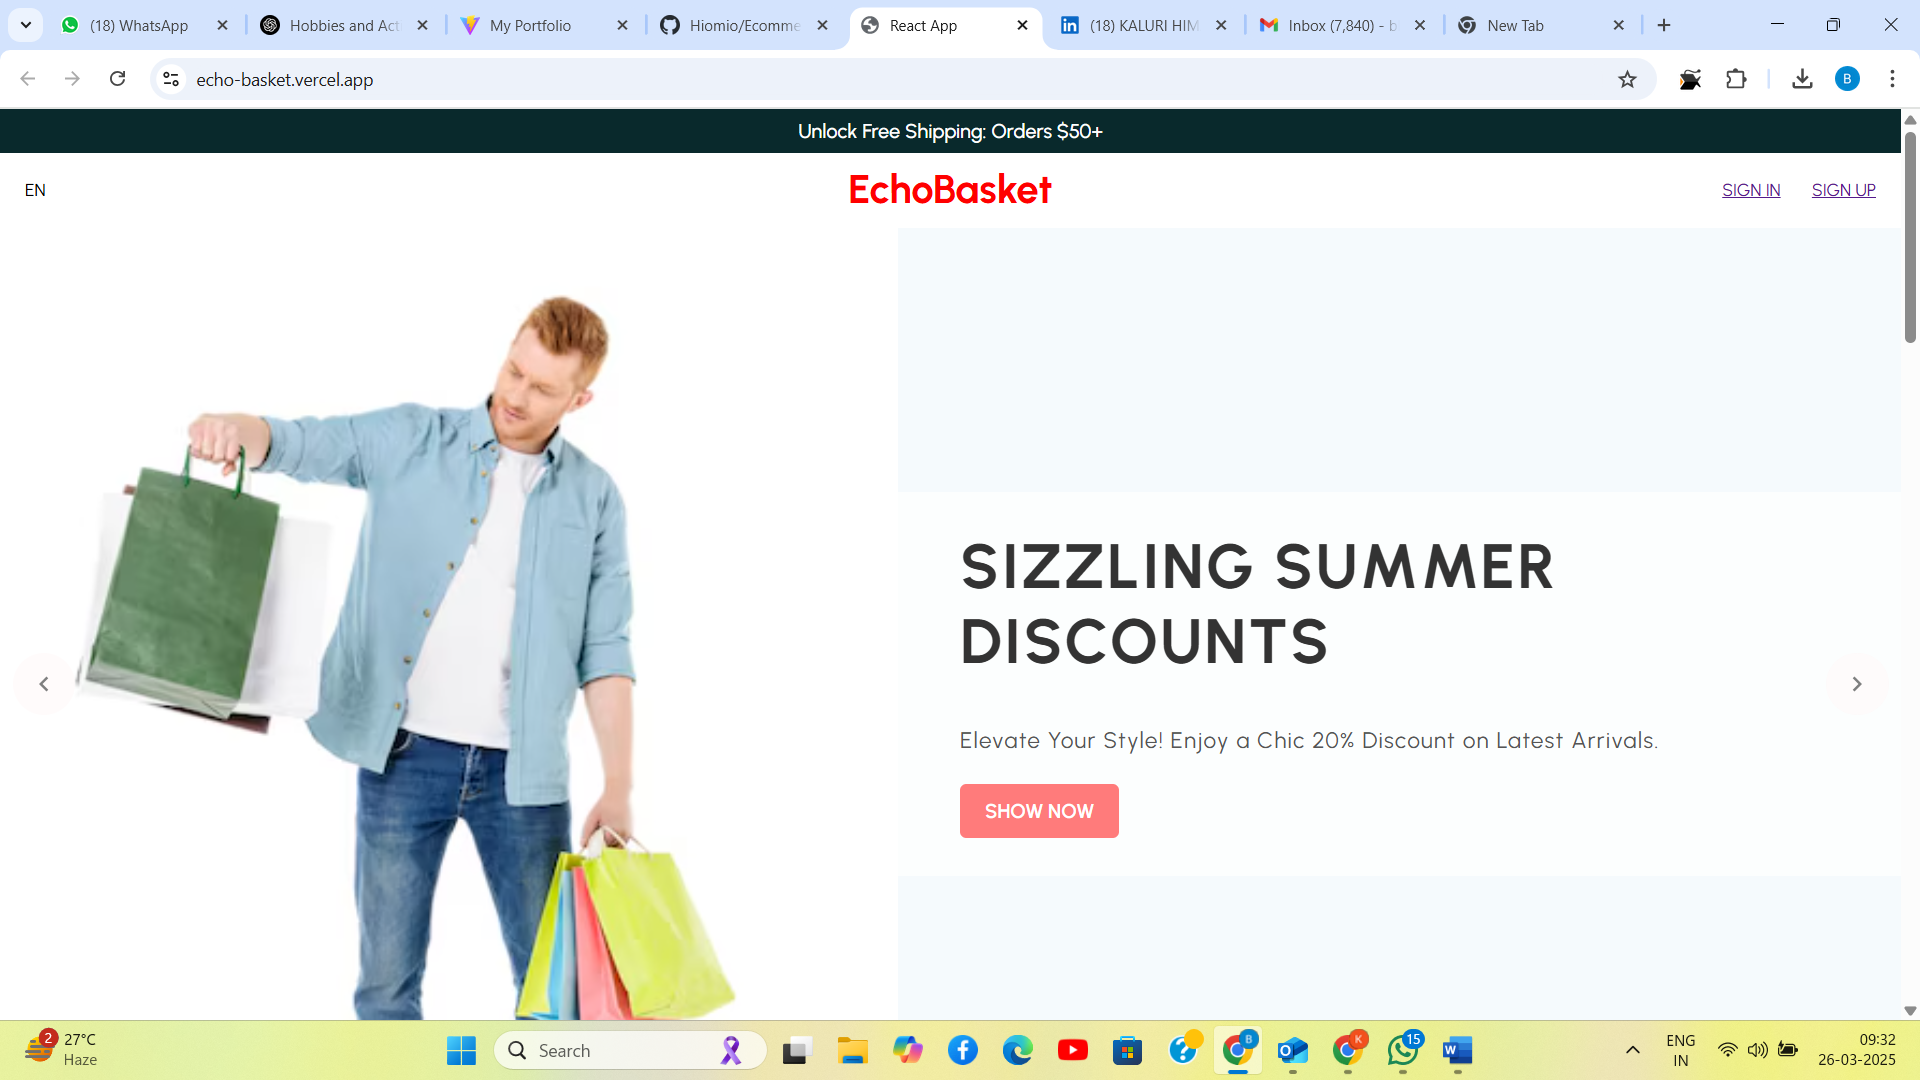 (18) WhatsApp
Hobbies and Act
My Portfolio
Hiomio/Ecomme
React App
(18) KALURI HIM
Inbox (7,840) - b
New Tab
echo-basket.vercel.app
B
Unlock Free Shipping: Orders $50+
EN
EchoBasket
SIGN IN
SIGN UP
SIZZLING SUMMER
DISCOUNTS
Elevate Your Style! Enjoy a Chic 20% Discount on Latest Arrivals.
SHOW NOW
2
27°C
Haze
Search
B
K
15
ENG
IN
09:32
26-03-2025